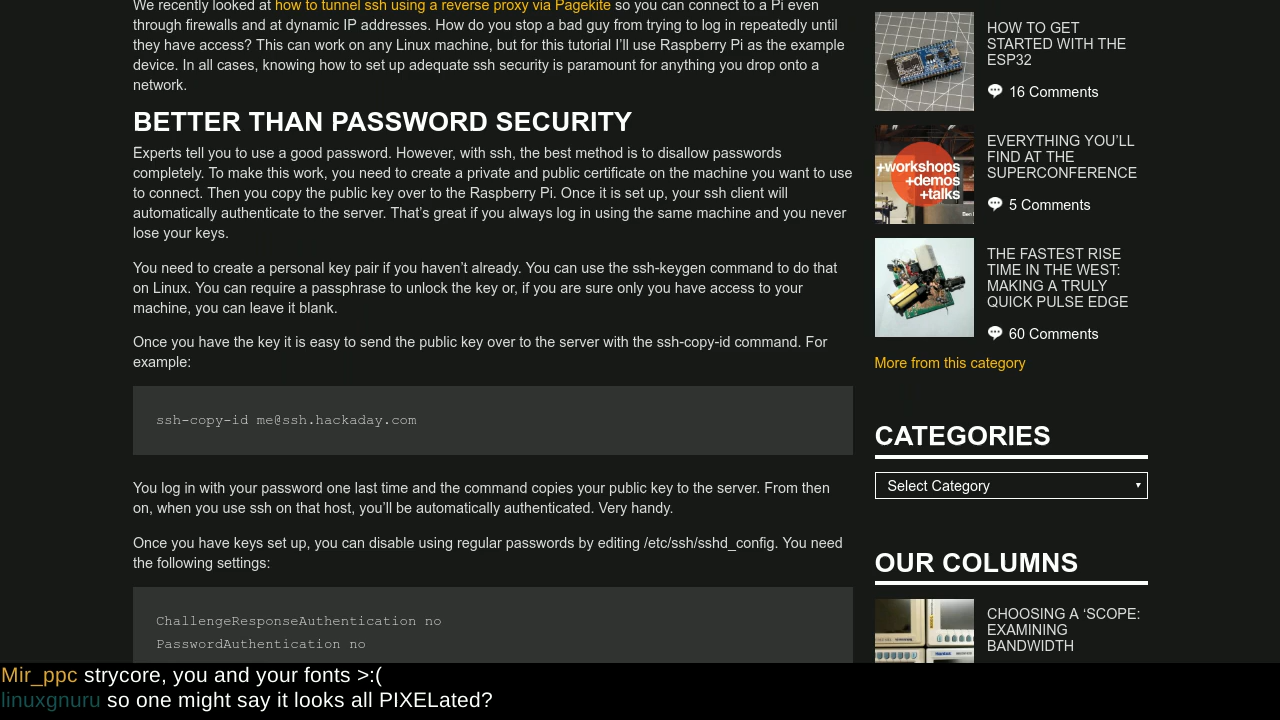 We recently looked at how to tunnel ssh using a reverse proxy via Pagekite so you can connect to a Pi even
through firewalls and at dynamic IP addresses. How do you stop a bad guy from trying to log in repeatedly until
they have access? This can work on any Linux machine, but for this tutorial I’ll use Raspberry Pi as the example
device. In all cases, knowing how to set up adequate ssh security is paramount for anything you drop onto a
network.
BETTER THAN PASSWORD SECURITY
Experts tell you to use a good password. However, with ssh, the best method is to disallow passwords
completely. To make this work, you need to create a private and public certificate on the machine you want to use
to connect. Then you copy the public key over to the Raspberry Pi. Once it is set up, your ssh client will
automatically authenticate to the server. That’s great if you always log in using the same machine and you never
lose your keys.
You need to create a personal key pair if you haven’t already. You can use the ssh-keygen command to do that
on Linux. You can require a passphrase to unlock the key or, if you are sure only you have access to your
machine, you can leave it blank.
Once you have the key it is easy to send the public key over to the server with the ssh-copy-id command. For
example:
ssh-copy-id me@ssh.hackaday.com
You log in with your password one last time and the command copies your public key to the server. From then
on, when you use ssh on that host, you’ll be automatically authenticated. Very handy.
Once you have keys set up, you can disable using regular passwords by editing /etc/ssh/sshd_config. You need
the following settings:
ChallengeResponseAuthentication no
PasswordAuthentication no
HOW TO GET
STARTED WITH THE
ESP32
16 Comments
+workshops
+demos
+talks
EVERYTHING YOU’LL
FIND AT THE
SUPERCONFERENCE
5 Comments
THE FASTEST RISE
TIME IN THE WEST:
MAKING A TRULY
QUICK PULSE EDGE
60 Comments
More from this category
CATEGORIES
Select Category
OUR COLUMNS
CHOOSING A ‘SCOPE:
EXAMINING
BANDWIDTH
Mir_ppc strycore, you and your fonts >:(
linuxgnuru so one might say it looks all PIXELated?